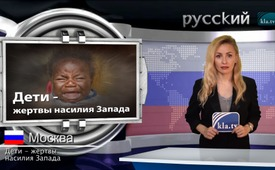 русский
kla.tv
Дети -
жертвы насилия Запада
kla.tv
Москва
Дети - жертвы
насилия Запада